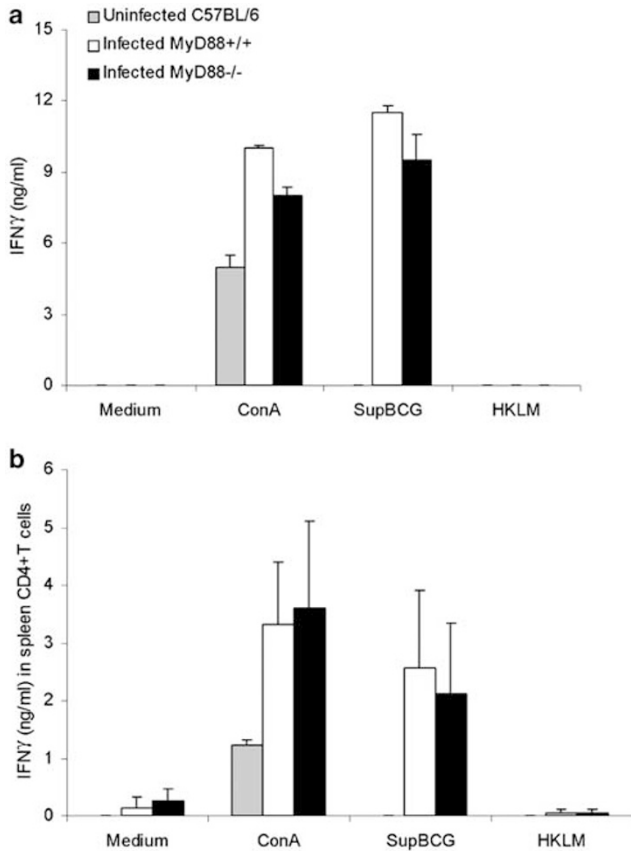 a
Uninfected C57BL/6
Infected MyD88+/+
Infected MyD88-/-
IFNγ (ng/ml)
15
12
9
6
3
0
Medium ConA SupBCG HKLM
b
IFNγ (ng/ml) in spleen CD4+T cells
6
5
4
3
2
1
0
Medium ConA SupBCG HKLM